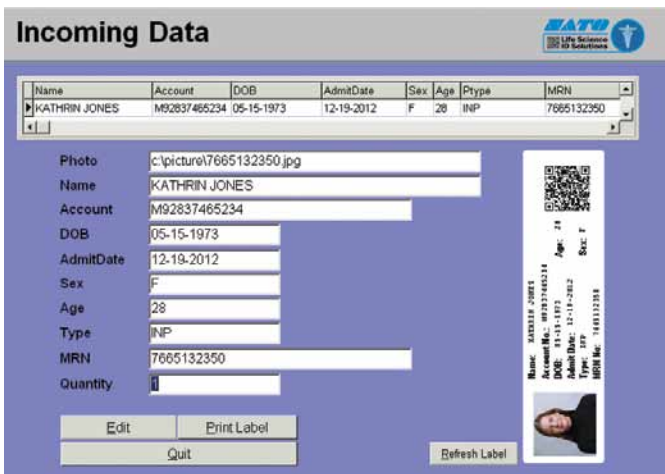 Incoming Data
SATO
Life Science
ID Solutions
Name Account DOB AdmitDate Sex Age Ptype MRN
KATHRIN JONES M92837465234 05-15-1973 12-19-2012 F 28 INP 7665132350
Photo c:\picture\7665132350.jpg
Name KATHRIN JONES
Account M92837465234
DOB 05-15-1973
AdmitDate 12-19-2012
Sex F
Age 28
Type INP
MRN 7665132350
Quantity 1
Edit Print Label
Quit
Refresh Label
Name: KATHRIN JONES
Account No.: M92837465234
DOB: 05-15-1973 Age: 28
Admit Date: 12-19-2012 Sex: F
Type: INP
MRN No: 7665132350